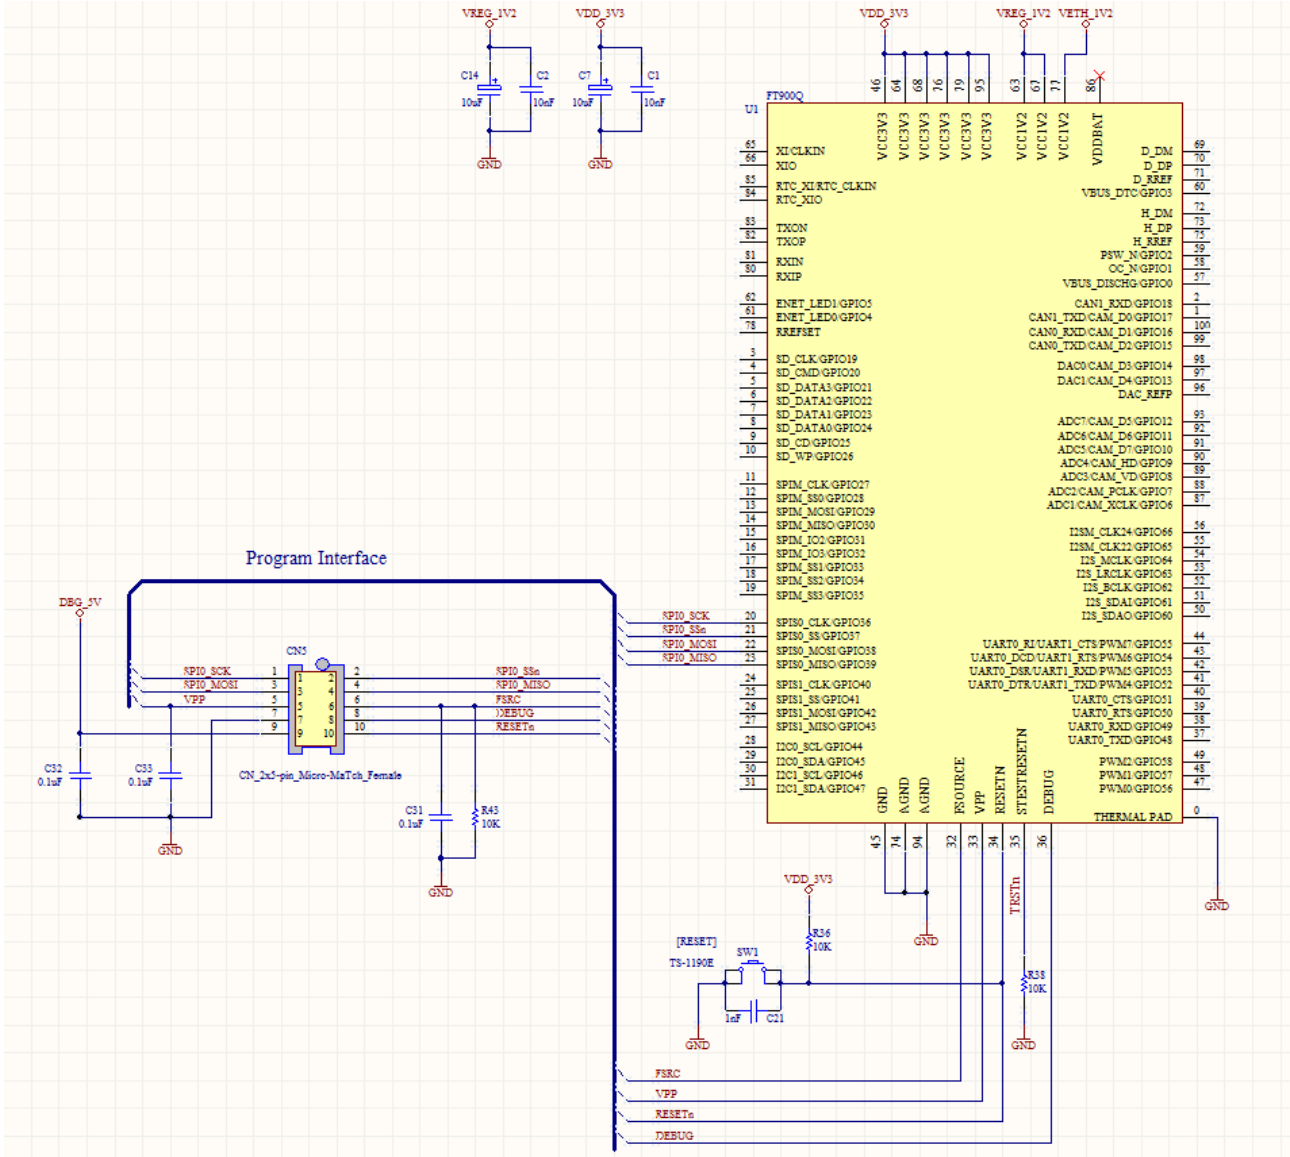 VREG_1V2
VDD_3V3
VDD_3V3
VREG_1V2
VETH_1V2
C14
10uF
C2
10nF
C7
10uF
C1
10nF
GND
GND
46
64
68
76
79
95
63
67
77
86
FT900Q
U1
VCC3V3
VCC3V3
VCC3V3
VCC3V3
VCC3V3
VCC3V3
VCC1V2
VCC1V2
VCC1V2
VDDBAT
65 XI/CLKIN
66 XIO
85 RTC_XI/RTC_CLKIN
84 RTC_XIO
83 TXON
82 TXOP
81 RXIN
80 RXIP
62 ENET_LED1/GPIO5
61 ENET_LED0/GPIO4
78 RREFSET
3 SD_CLK/GPIO19
4 SD_CMD/GPIO20
5 SD_DATA3/GPIO21
6 SD_DATA2/GPIO22
7 SD_DATA1/GPIO23
8 SD_DATA0/GPIO24
9 SD_CD/GPIO25
10 SD_WP/GPIO26
11 SPIM_CLK/GPIO27
12 SPIM_SS0/GPIO28
13 SPIM_MOSI/GPIO29
14 SPIM_MISO/GPIO30
15 SPIM_IO2/GPIO31
16 SPIM_IO3/GPIO32
17 SPIM_SS1/GPIO33
18 SPIM_SS2/GPIO34
19 SPIM_SS3/GPIO35
SPI0_SCK 20 SPIS0_CLK/GPIO36
SPI0_SSn 21 SPIS0_SS/GPIO37
SPI0_MOSI 22 SPIS0_MOSI/GPIO38
SPI0_MISO 23 SPIS0_MISO/GPIO39
24 SPIS1_CLK/GPIO40
25 SPIS1_SS/GPIO41
26 SPIS1_MOSI/GPIO42
27 SPIS1_MISO/GPIO43
28 I2C0_SCL/GPIO44
29 I2C0_SDA/GPIO45
30 I2C1_SCL/GPIO46
31 I2C1_SDA/GPIO47
D_DM 69
D_DP 70
D_RREF 71
VBUS_DTC/GPIO3 60
H_DM 72
H_DP 73
H_RREF 75
PSW_N/GPIO2 59
OC_N/GPIO1 58
VBUS_DISCHG/GPIO0 57
CAN1_RXD/GPIO18 2
CAN1_TXD/CAM_D0/GPIO17 1
CAN0_RXD/CAM_D1/GPIO16 100
CAN0_TXD/CAM_D2/GPIO15 99
DAC0/CAM_D3/GPIO14 98
DAC1/CAM_D4/GPIO13 97
DAC_REFP 96
ADC7/CAM_D5/GPIO12 93
ADC6/CAM_D6/GPIO11 92
ADC5/CAM_D7/GPIO10 91
ADC4/CAM_HD/GPIO9 90
ADC3/CAM_VD/GPIO8 89
ADC2/CAM_PCLK/GPIO7 88
ADC1/CAM_XCLK/GPIO6 87
I2SM_CLK24/GPIO66 56
I2SM_CLK22/GPIO65 55
I2S_MCLK/GPIO64 54
I2S_LRCLK/GPIO63 53
I2S_BCLK/GPIO62 52
I2S_SDAI/GPIO61 51
I2S_SDAO/GPIO60 50
UART0_RI/UART1_CTS/PWM7/GPIO55 44
UART0_DCD/UART1_RTS/PWM6/GPIO54 43
UART0_DSR/UART1_RXD/PWM5/GPIO53 42
UART0_DTR/UART1_TXD/PWM4/GPIO52 41
UART0_CTS/GPIO51 40
UART0_RTS/GPIO50 39
UART0_RXD/GPIO49 38
UART0_TXD/GPIO48 37
PWM2/GPIO58 49
PWM1/GPIO57 48
PWM0/GPIO56 47
THERMAL PAD 0
GND
GND
AGND
AGND
FSOURCE
VPP
RESETN
STESTRESETN
DEBUG
45
74
94
32
33
34
35
36
GND
TRSTn
R38
10K
GND
Program Interface
DBG_5V
CN5
SPI0_SCK 1 1 2 2 SPI0_SSn
SPI0_MOSI 3 3 4 4 SPI0_MISO
VPP 5 5 6 6 FSRC
7 7 8 8 DEBUG
9 9 10 10 RESETn
CN_2x5-pin_Micro-MaTch_Female
C32
0.1uF
C33
0.1uF
GND
C31
0.1uF
R43
10K
GND
VDD_3V3
R36
10K
[RESET]
TS-1190E
SW1
1nF
C21
GND
FSRC
VPP
RESETn
DEBUG